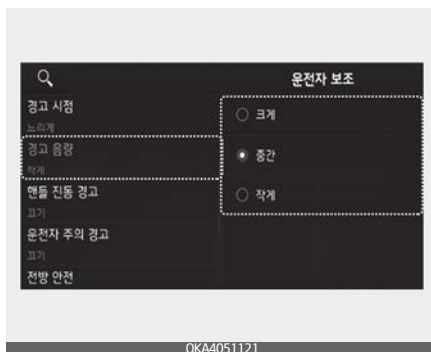 운전자 보조
경고 시점
느리게
경고 음량
작게
핸들 진동 경고
끄기
운전자 주의 경고
끄기
전방 안전
크게
중간
작게
OKA4051121